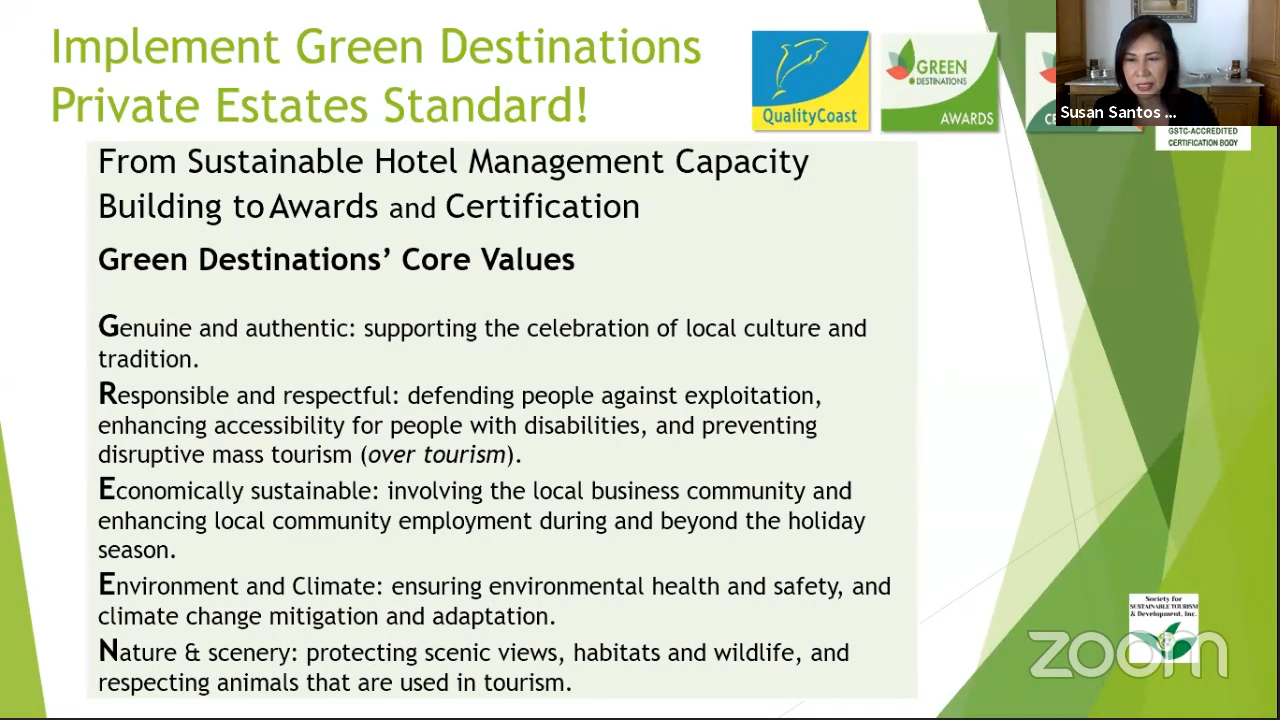 Implement Green Destinations
Private Estates Standard!
QualityCoast
GREEN
DESTINATIONS
AWARDS
CE
Susan Santos ...
GSTC-ACCREDITED
CERTIFICATION BODY
From Sustainable Hotel Management Capacity
Building to Awards and Certification
Green Destinations’ Core Values
Genuine and authentic: supporting the celebration of local culture and
tradition.
Responsible and respectful: defending people against exploitation,
enhancing accessibility for people with disabilities, and preventing
disruptive mass tourism (over tourism).
Economically sustainable: involving the local business community and
enhancing local community employment during and beyond the holiday
season.
Environment and Climate: ensuring environmental health and safety, and
climate change mitigation and adaptation.
Nature & scenery: protecting scenic views, habitats and wildlife, and
respecting animals that are used in tourism.
Society for
SUSTAINABLE TOURISM
& Development, Inc.
zoom